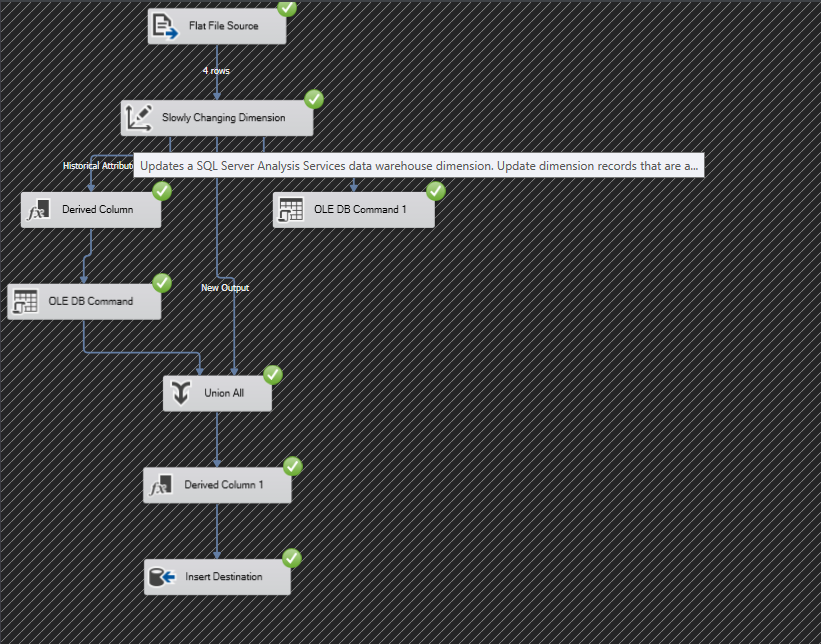 Flat File Source
4 rows
Slowly Changing Dimension
Historical Attribut
Updates a SQL Server Analysis Services data warehouse dimension. Update dimension records that are a...
Derived Column
OLE DB Command 1
New Output
OLE DB Command
Union All
Derived Column 1
Insert Destination